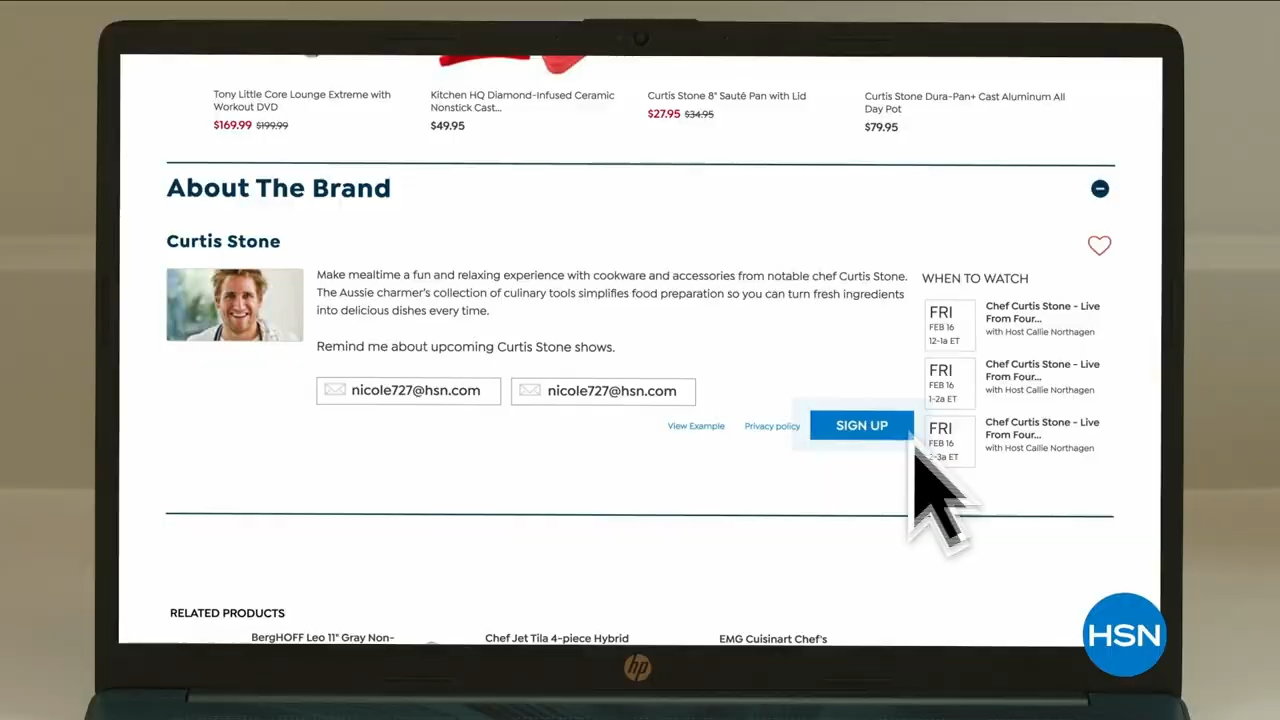 Tony Little Core Lounge Extreme with
Workout DVD
$169.99 $199.99
Kitchen HQ Diamond-Infused Ceramic
Nonstick Cast...
$49.95
Curtis Stone 8" Sauté Pan with Lid
$27.95 $34.95
Curtis Stone Dura-Pan+ Cast Aluminum All
Day Pot
$79.95
About The Brand
Curtis Stone
Make mealtime a fun and relaxing experience with cookware and accessories from notable chef Curtis Stone.
The Aussie charmer's collection of culinary tools simplifies food preparation so you can turn fresh ingredients
into delicious dishes every time.
Remind me about upcoming Curtis Stone shows.
nicole727@hsn.com
nicole727@hsn.com
View Example
Privacy policy
SIGN UP
WHEN TO WATCH
FRI
FEB 16
12-1a ET
Chef Curtis Stone - Live
From Four...
with Host Callie Northagen
FRI
FEB 16
1-2a ET
Chef Curtis Stone - Live
From Four...
with Host Callie Northagen
FRI
FEB 16
-3a ET
Chef Curtis Stone - Live
From Four...
with Host Callie Northagen
RELATED PRODUCTS
BergHOFF Leo 11" Gray Non-
Chef Jet Tila 4-piece Hybrid
EMG Cuisinart Chef's
HSN
hp